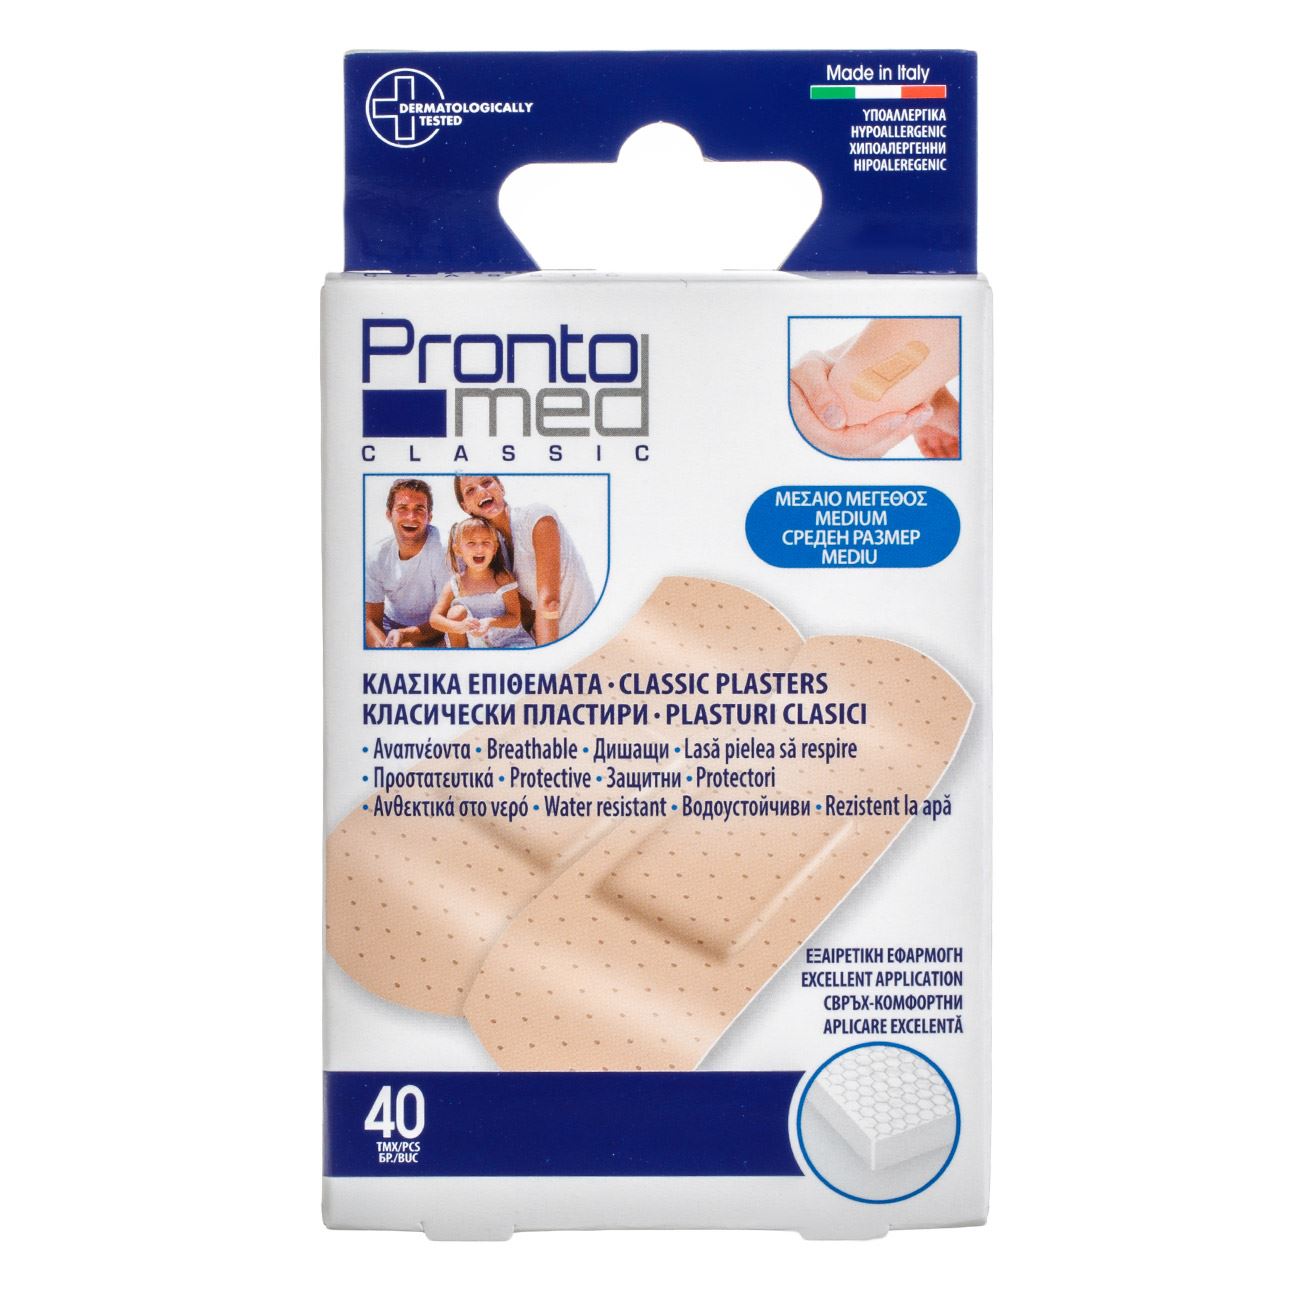 DERMATOLOGICALLY
TESTED
Made in Italy
ΥΠΟΑΛΛΕΡΓΙΚΑ
HYPOALLERGENIC
ХИПОАЛЕРГЕННИ
HIPOALEREGENIC
Pronto
med
CLASSIC
ΜΕΣΑΙΟ ΜΕΓΕΘΟΣ
MEDIUM
СРЕДЕН РАЗМЕР
MEDIU
ΚΛΑΣΙΚΑ ΕΠΙΘΕΜΑΤΑ · CLASSIC PLASTERS
КЛАСИЧЕСКИ ПЛАСТИРИ · PLASTURI CLASICI
· Αναπνέοντα · Breathable · Дишащи · Lasă pielea să respire
· Προστατευτικά · Protective · Защитни · Protectori
· Ανθεκτικά στο νερό · Water resistant · Водоустойчиви · Rezistent la apă
ΕΞΑΙΡΕΤΙΚΗ ΕΦΑΡΜΟΓΗ
EXCELLENT APPLICATION
СВРЪХ-КОМФОРТНИ
APLICARE EXCELENTĂ
40
ΤΜΧ/PCS
БР./BUC